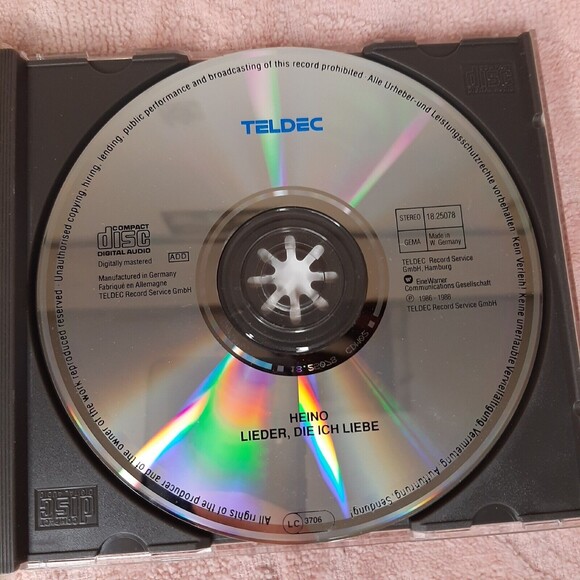 TELDEC
Unauthorised copying, hiring, lending, public performance and broadcasting of this record prohibited · Alle Urheber- und Leistungsschutzrechte vorbehalten · Kein Verleih! Keine unerlaubte Vervielfältigung, Vermietung, Aufführung, Sendung!
COMPACT
disc
DIGITAL AUDIO
Digitally mastered
ADD
Manufactured in Germany
Fabriqué en Allemagne
TELDEC Record Service GmbH
STEREO
18.25078
GEMA
Made in
W. Germany
TELDEC Record Service
GmbH, Hamburg
Eine Warner
Communications Gesellschaft
℗ 1986 - 1988
TELDEC Record Service GmbH
HEINO
LIEDER, DIE ICH LIEBE
All rights of the producer and of the owner of the work reproduced reserved ·
LC 3706
disc